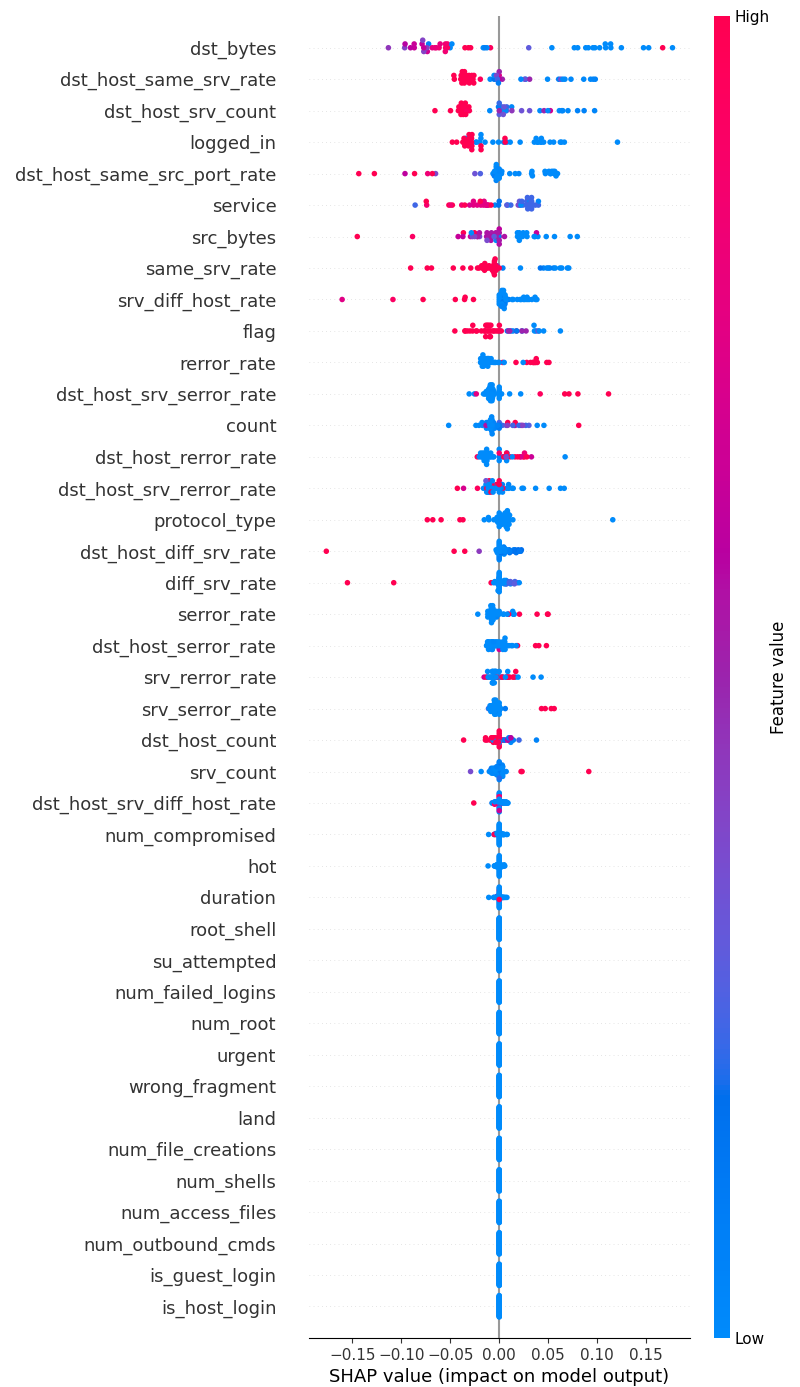 High
dst_bytes
dst_host_same_srv_rate
dst_host_srv_count
logged_in
dst_host_same_src_port_rate
service
src_bytes
same_srv_rate
srv_diff_host_rate
flag
rerror_rate
dst_host_srv_serror_rate
count
dst_host_rerror_rate
dst_host_srv_rerror_rate
protocol_type
dst_host_diff_srv_rate
diff_srv_rate
serror_rate
dst_host_serror_rate
srv_rerror_rate
srv_serror_rate
dst_host_count
srv_count
dst_host_srv_diff_host_rate
num_compromised
hot
duration
root_shell
su_attempted
num_failed_logins
num_root
urgent
wrong_fragment
land
num_file_creations
num_shells
num_access_files
num_outbound_cmds
is_guest_login
is_host_login
Feature value
Low
−0.15 −0.10 −0.05 0.00 0.05 0.10 0.15
SHAP value (impact on model output)